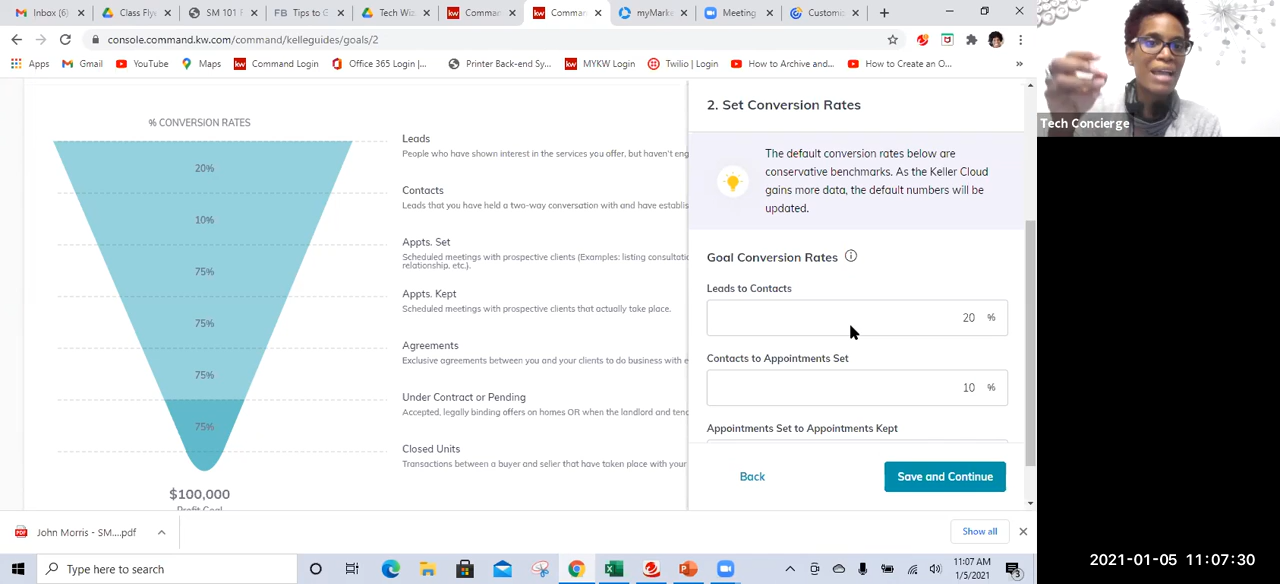 Inbox (6)
Class Flye
SM 101 F
FB Tips to G
Tech Wiz
Comman
Comman
myMarke
Meeting
Customiz
console.command.kw.com/command/kelleguides/goals/2
Apps
Gmail
YouTube
Maps
Command Login
Office 365 Login |...
Printer Back-end Sy...
MYKW Login
Twilio | Login
How to Archive and...
How to Create an O...
Tech Concierge
% CONVERSION RATES
20%
10%
75%
75%
75%
75%
$100,000
Profit Goal
Leads
People who have shown interest in the services you offer, but haven't eng
Contacts
Leads that you have held a two-way conversation with and have establis
Appts. Set
Scheduled meetings with prospective clients (Examples: listing consultatio
relationship, etc.).
Appts. Kept
Scheduled meetings with prospective clients that actually take place.
Agreements
Exclusive agreements between you and your clients to do business with e
Under Contract or Pending
Accepted, legally binding offers on homes OR when the landlord and tena
Closed Units
Transactions between a buyer and seller that have taken place with your
2. Set Conversion Rates
The default conversion rates below are
conservative benchmarks. As the Keller Cloud
gains more data, the default numbers will be
updated.
Goal Conversion Rates
Leads to Contacts
20 %
Contacts to Appointments Set
10 %
Appointments Set to Appointments Kept
Back
Save and Continue
John Morris - SM....pdf
Show all
Type here to search
11:07 AM
1/5/2021
3
2021-01-05 11:07:30